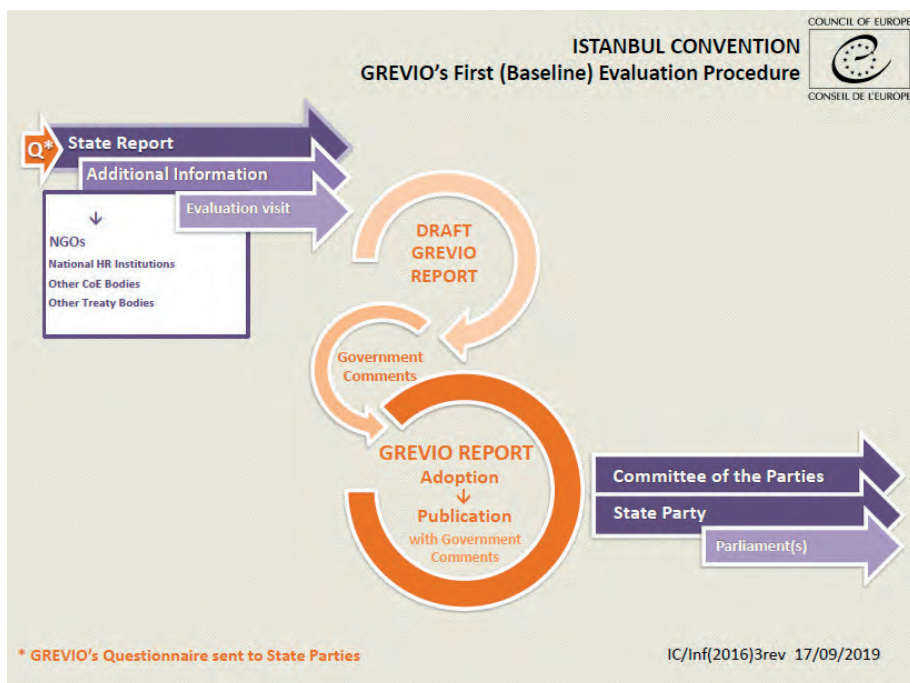 COUNCIL OF EUROPE
CONSEIL DE L'EUROPE
ISTANBUL CONVENTION
GREVIO's First (Baseline) Evaluation Procedure
Q*
State Report
Additional Information
Evaluation visit
↓
NGOs
National HR Institutions
Other CoE Bodies
Other Treaty Bodies
DRAFT
GREVIO
REPORT
Government
Comments
GREVIO REPORT
Adoption
↓
Publication
with Government
Comments
Committee of the Parties
State Party
Parliament(s)
* GREVIO's Questionnaire sent to State Parties
IC/Inf(2016)3rev 17/09/2019